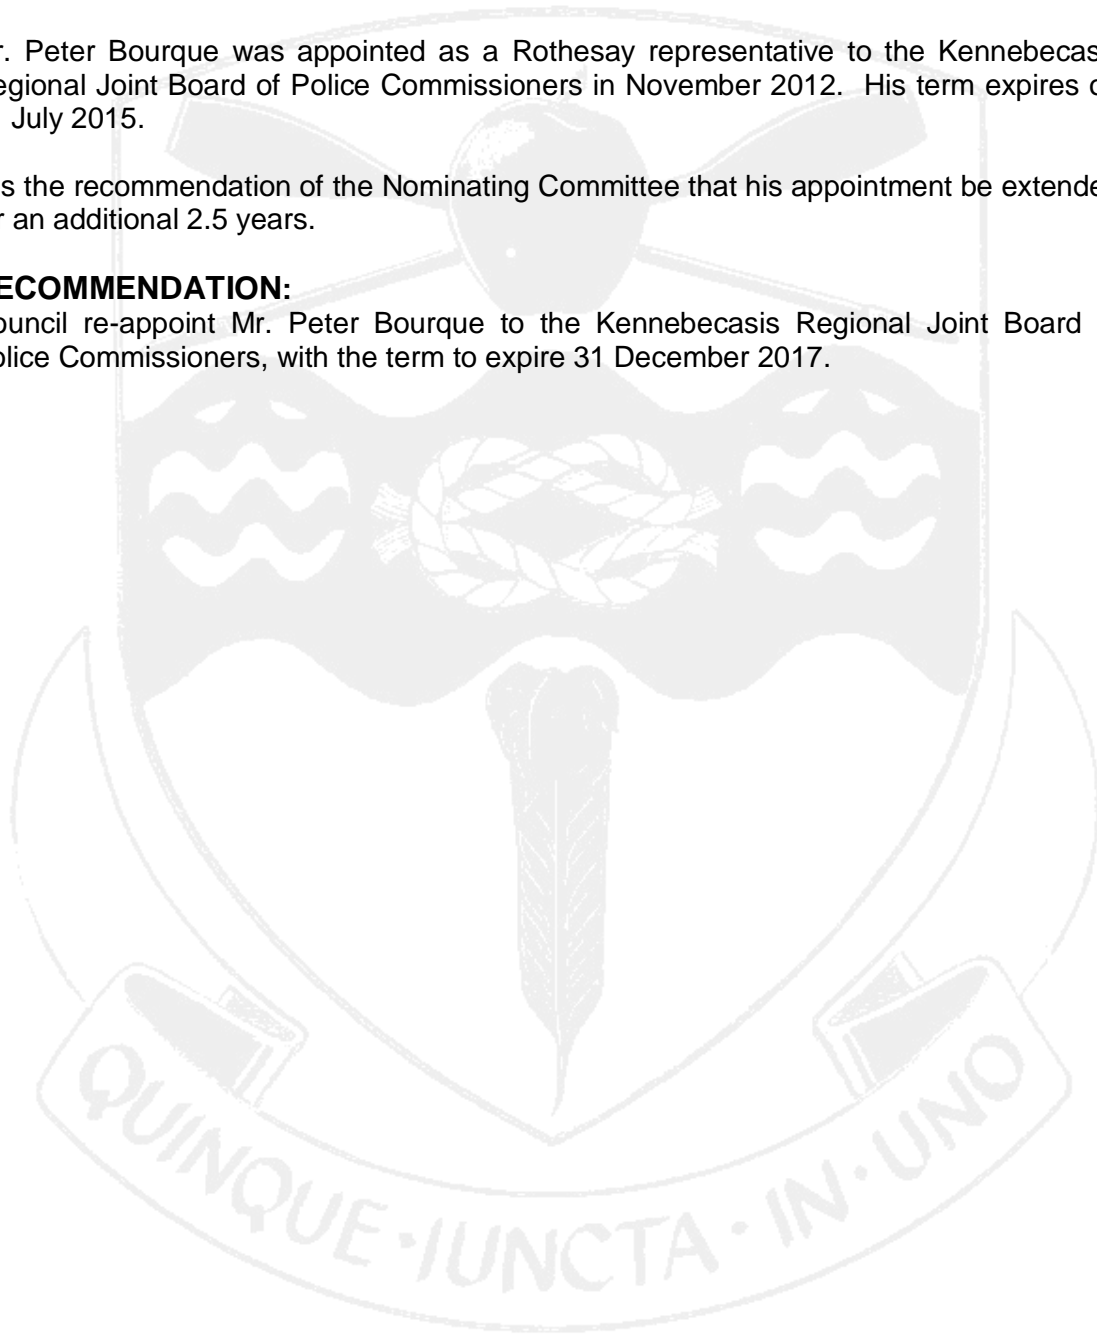 r. Peter Bourque was appointed as a Rothesay representative to the Kennebecas
egional Joint Board of Police Commissioners in November 2012. His term expires o
July 2015.
s the recommendation of the Nominating Committee that his appointment be extende
r an additional 2.5 years.
ECOMMENDATION:
ouncil re-appoint Mr. Peter Bourque to the Kennebecasis Regional Joint Board
olice Commissioners, with the term to expire 31 December 2017.
QUINQUE·IUNCTA·IN·UNO